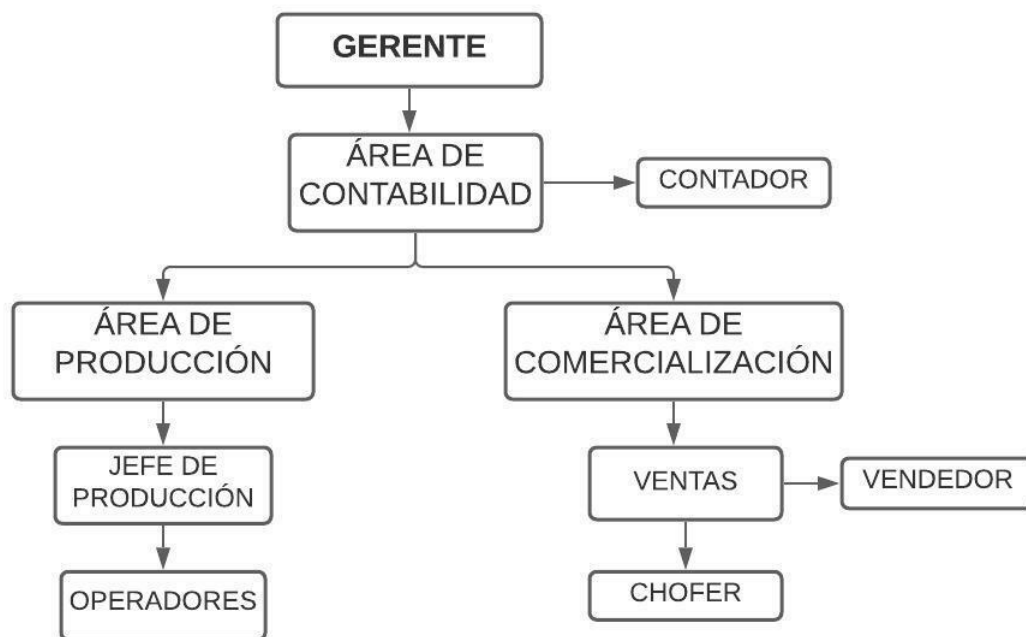 GERENTE
ÁREA DE
CONTABILIDAD
CONTADOR
ÁREA DE
PRODUCCIÓN
ÁREA DE
COMERCIALIZACIÓN
JEFE DE
PRODUCCIÓN
VENTAS
VENDEDOR
OPERADORES
CHOFER